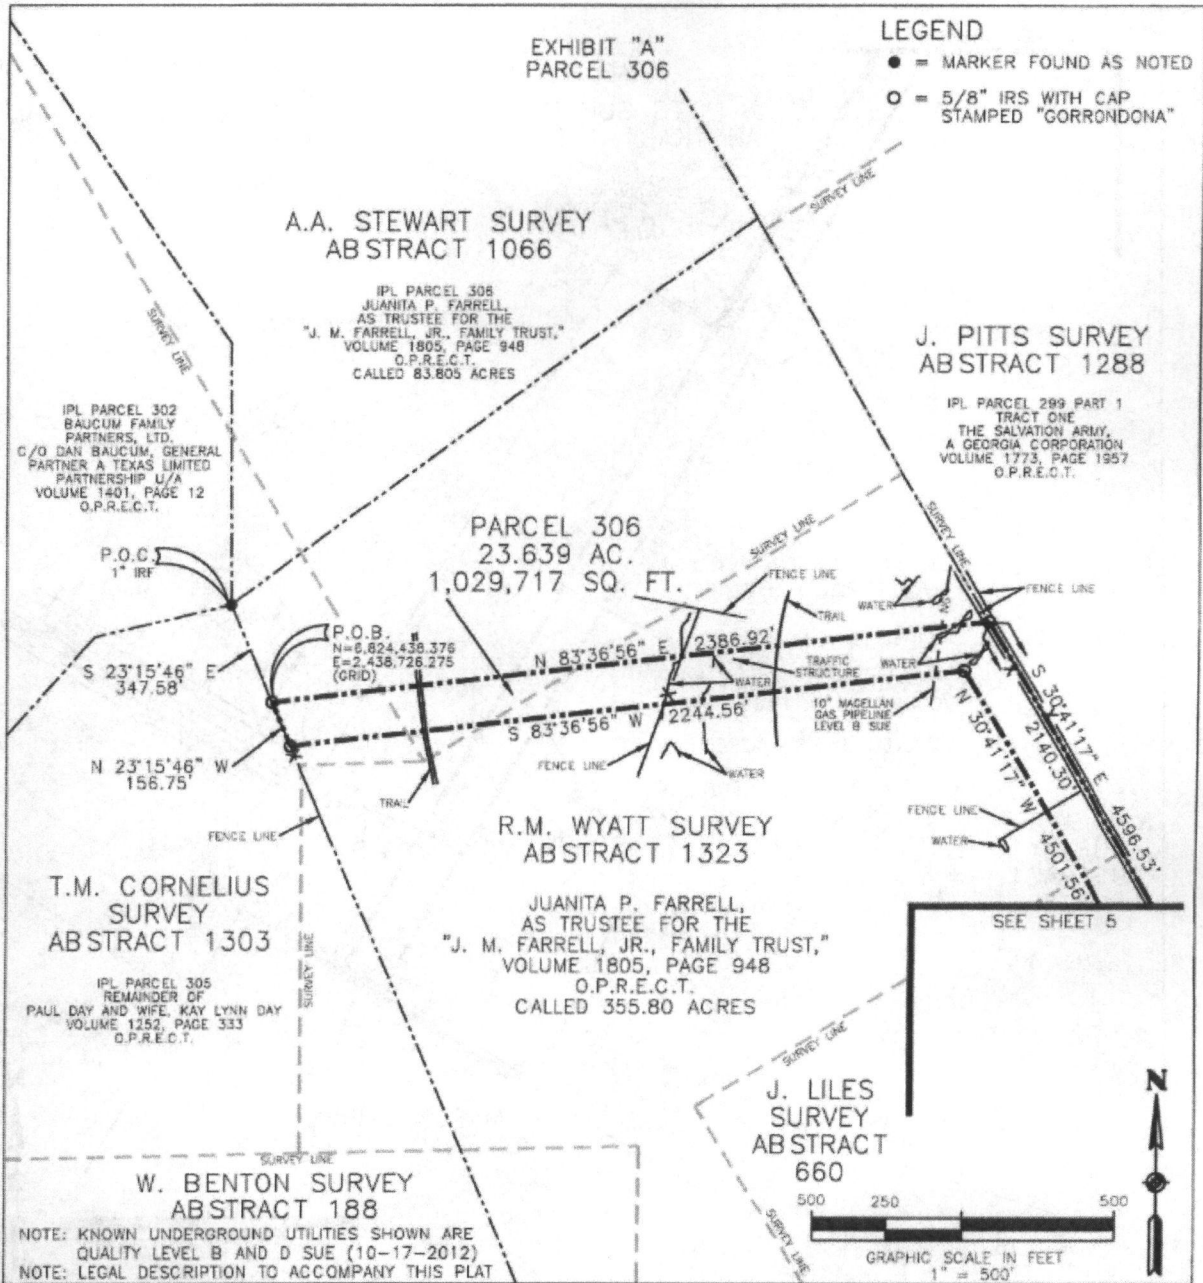 EXHIBIT "A"
PARCEL 306
LEGEND
● = MARKER FOUND AS NOTED
O = 5/8" IRS WITH CAP
STAMPED "GORRONDONA"
SURVEY LINE
A.A. STEWART SURVEY
ABSTRACT 1066
IPL PARCEL 306
JUANITA P. FARRELL,
AS TRUSTEE FOR THE
"J. M. FARRELL, JR., FAMILY TRUST,"
VOLUME 1805, PAGE 948
O.P.R.E.C.T.
CALLED 83.805 ACRES
SURVEY LINE
J. PITTS SURVEY
ABSTRACT 1288
IPL PARCEL 299 PART 1
TRACT ONE
THE SALVATION ARMY,
A GEORGIA CORPORATION
VOLUME 1773, PAGE 1957
O.P.R.E.C.T.
IPL PARCEL 302
BAUCUM FAMILY
PARTNERS, LTD.
C/O DAN BAUCUM, GENERAL
PARTNER A TEXAS LIMITED
PARTNERSHIP U/A
VOLUME 1401, PAGE 12
O.P.R.E.C.T.
P.O.C.
1" IRF
PARCEL 306
23.639 AC.
1,029,717 SQ. FT.
SURVEY LINE
SURVEY LINE
FENCE LINE
FENCE LINE
TRAIL
WATER
P.O.B.
N=6,824,438.376
E=2,438,726.275
(GRID)
S 23°15'46" E
347.58'
N 83°36'56" E 2386.92'
TRAFFIC
STRUCTURE
WATER
WATER
S 83°36'56" W 2244.56'
10" MAGELLAN
GAS PIPELINE
LEVEL B SUE
S 30°41'17" E 4596.53'
2140.30'
N 30°41'17" W 4501.56'
N 23°15'46" W
156.75'
FENCE LINE
WATER
TRAIL
FENCE LINE
FENCE LINE
WATER
R.M. WYATT SURVEY
ABSTRACT 1323
JUANITA P. FARRELL,
AS TRUSTEE FOR THE
"J. M. FARRELL, JR., FAMILY TRUST,"
VOLUME 1805, PAGE 948
O.P.R.E.C.T.
CALLED 355.80 ACRES
SEE SHEET 5
T.M. CORNELIUS
SURVEY
ABSTRACT 1303
SURVEY LINE
IPL PARCEL 305
REMAINDER OF
PAUL DAY AND WIFE, KAY LYNN DAY
VOLUME 1252, PAGE 333
O.P.R.E.C.T.
SURVEY LINE
J. LILES
SURVEY
ABSTRACT
660
N
SURVEY LINE
W. BENTON SURVEY
ABSTRACT 188
SURVEY LINE
500 250 500
GRAPHIC SCALE IN FEET
1" = 500'
NOTE: KNOWN UNDERGROUND UTILITIES SHOWN ARE
QUALITY LEVEL B AND D SUE (10-17-2012)
NOTE: LEGAL DESCRIPTION TO ACCOMPANY THIS PLAT